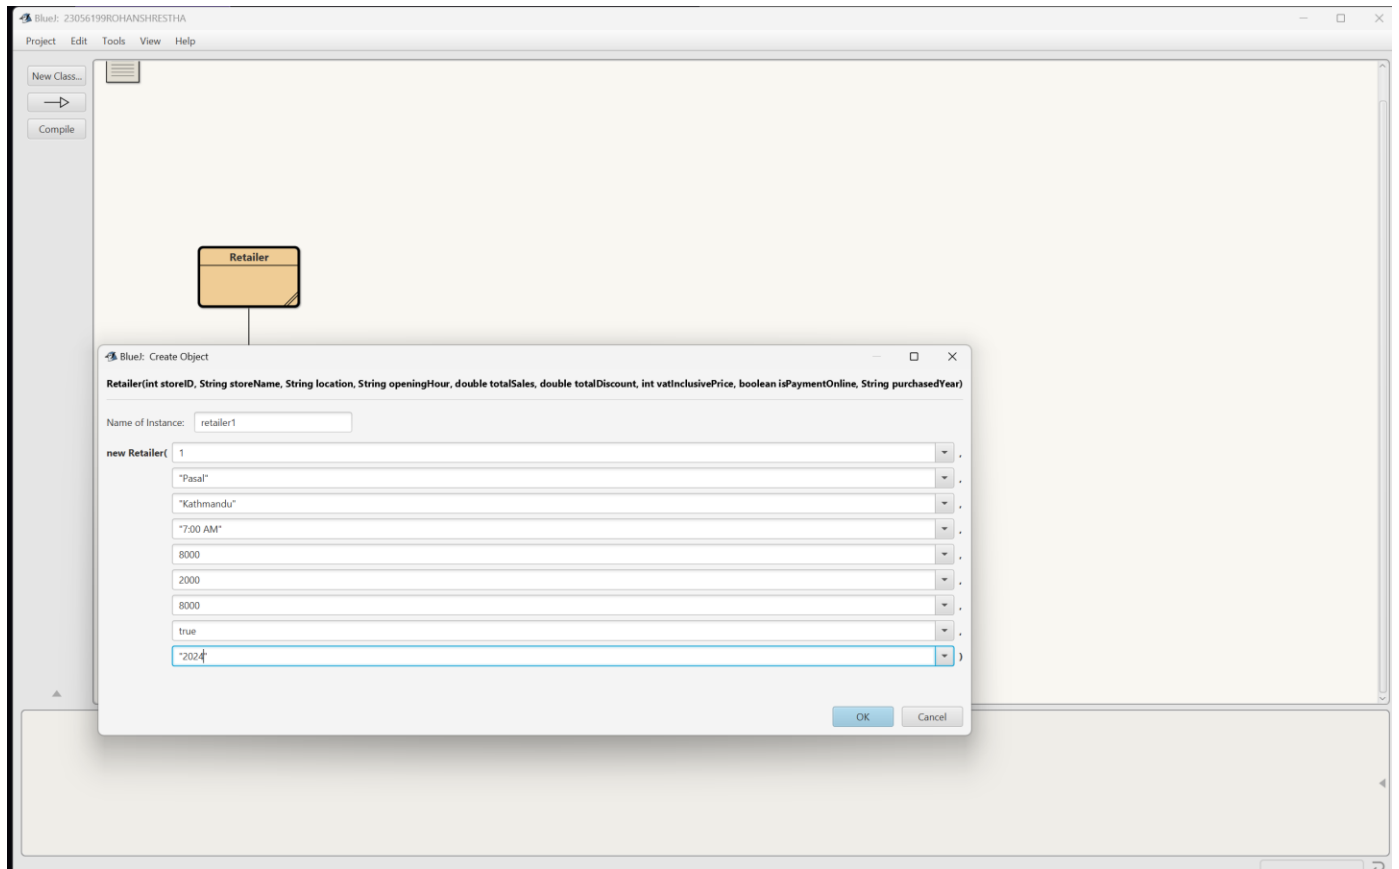 BlueJ: 23056199ROHANSHRESTHA
Project Edit Tools View Help
New Class...
Compile
Retailer
BlueJ: Create Object
Retailer(int storeID, String storeName, String location, String openingHour, double totalSales, double totalDiscount, int vatInclusivePrice, boolean isPaymentOnline, String purchasedYear)
Name of Instance: retailer1
new Retailer( 1 ,
"Pasal" ,
"Kathmandu" ,
"7:00 AM" ,
8000 ,
2000 ,
8000 ,
true ,
"2024" )
OK Cancel